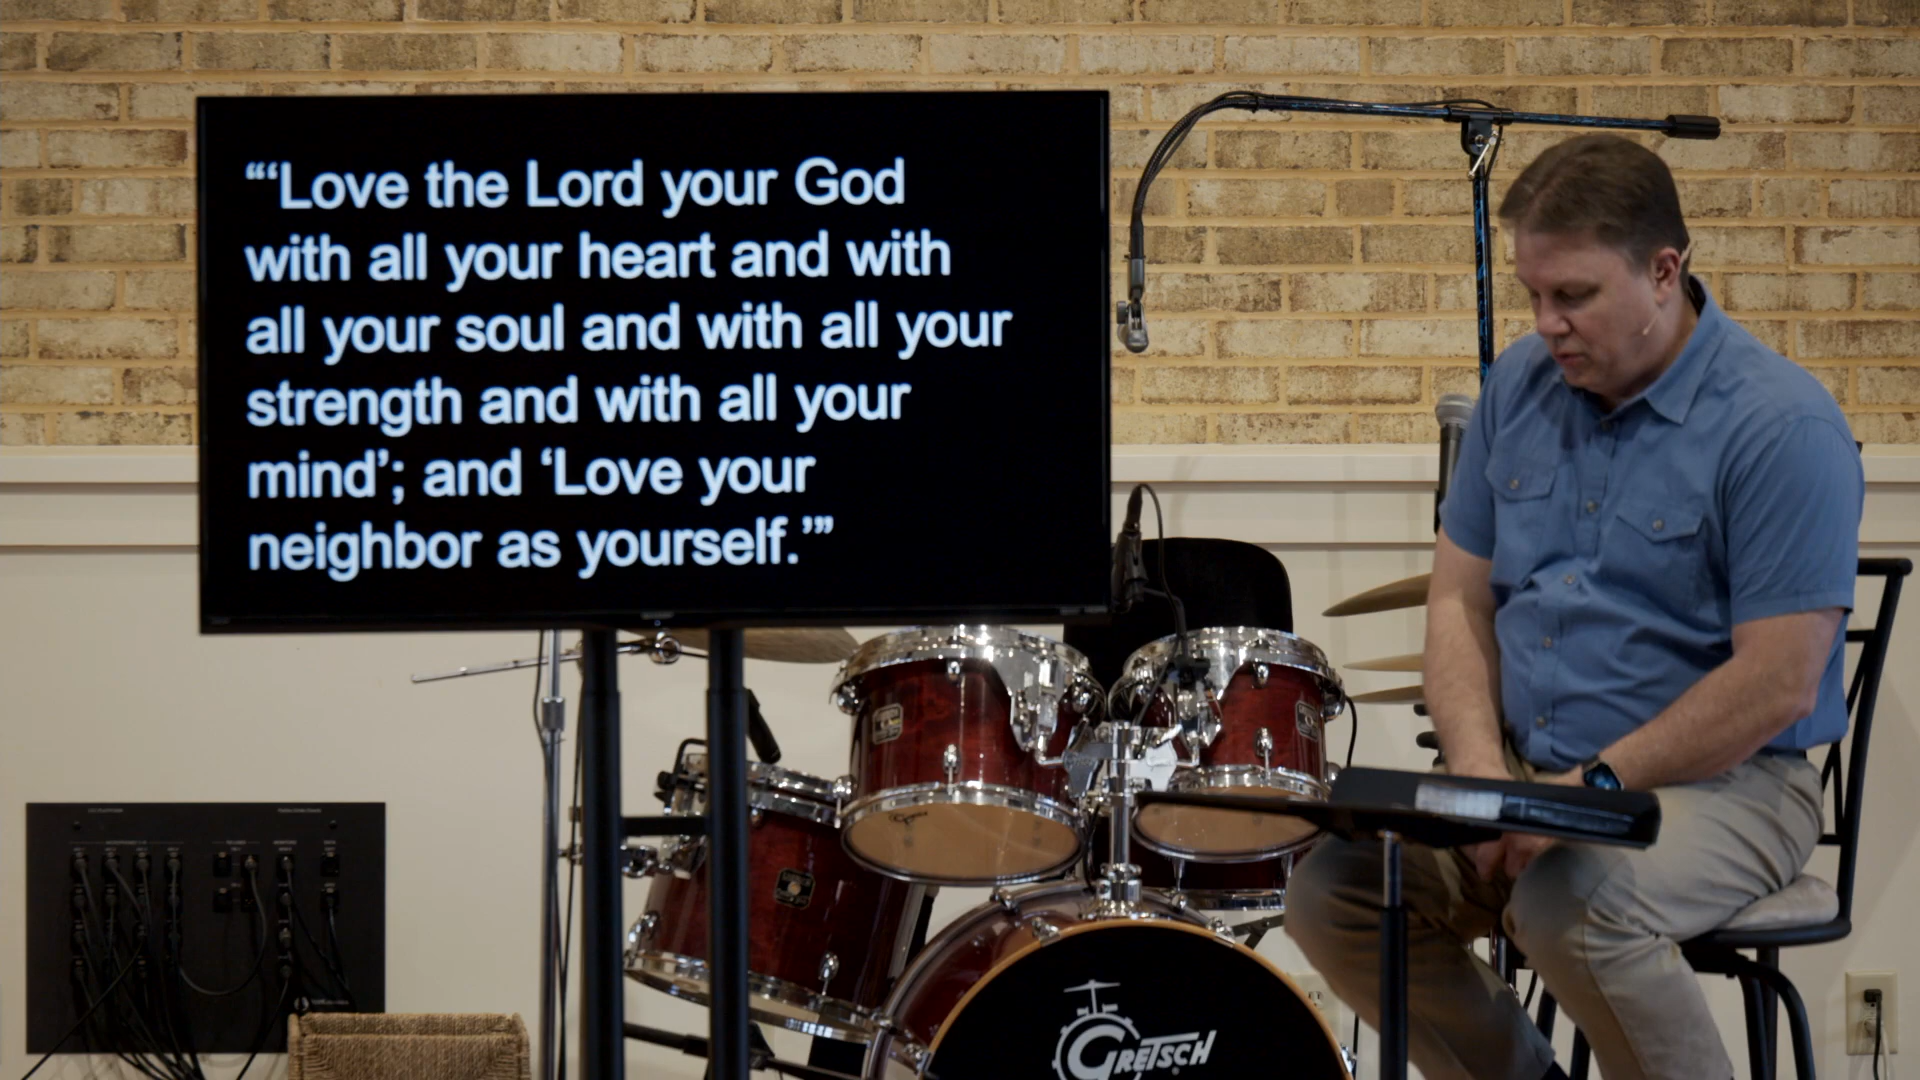 “‘Love the Lord your God
with all your heart and with
all your soul and with all your
strength and with all your
mind’; and ‘Love your
neighbor as yourself.’”
GRETSCH